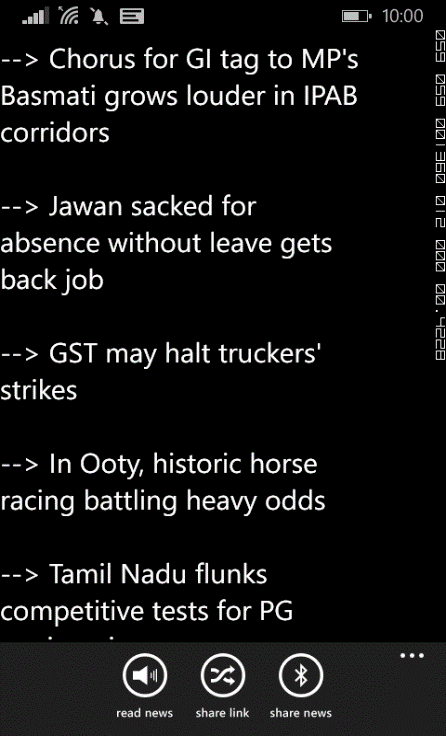 10:00
--> Chorus for GI tag to MP's
Basmati grows louder in IPAB
corridors
--> Jawan sacked for
absence without leave gets
back job
--> GST may halt truckers'
strikes
--> In Ooty, historic horse
racing battling heavy odds
--> Tamil Nadu flunks
competitive tests for PG
read news
share link
share news